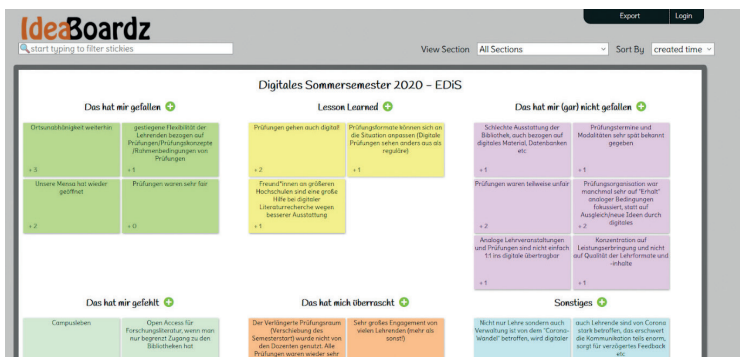 Export Login
IdeaBoardz
start typing to filter stickies
View Section All Sections Sort By created time
Digitales Sommersemester 2020 - EDiS
Das hat mir gefallen
Ortsunabhängigkeit weiterhin
+ 3
gestiegene Flexibilität der
Lehrenden bezogen auf
Prüfungen/Prüfungskonzepte
/Rahmenbedingungen von
Prüfungen
+ 1
Unsere Mensa hat wieder
geöffnet
+ 2
Prüfungen waren sehr fair
+ 0
Lesson Learned
Prüfungen gehen auch digital!
+ 2
Prüfungsformate können sich an
die Situation anpassen (Digitale
Prüfungen sehen anders aus als
reguläre)
+ 1
Freund*innen an größeren
Hochschulen sind eine große
Hilfe bei digitaler
Literaturrecherche wegen
besserer Ausstattung
+ 1
Das hat mir (gar) nicht gefallen
Schlechte Ausstattung der
Bibliothek, auch bezogen auf
digitales Material, Datenbanken
etc.
+ 1
Prüfungstermine und
Modalitäten sehr spät bekannt
gegeben
+ 1
Prüfungen waren teilweise unfair
+ 2
Prüfungsorganisation war
manchmal sehr auf "Erhalt"
analoger Bedingungen
fokussiert, statt auf
Ausgleich/neue Ideen durch
digitales
+ 2
Analoge Lehrveranstaltungen
und Prüfungen sind nicht einfach
1:1 ins digitale übertragbar
+ 1
Konzentration auf
Leistungserbringung und nicht
auf Qualität der Lehrformate und
-inhalte
+ 1
Das hat mir gefehlt
Campusleben
Open Access für
Forschungsliteratur, wenn man
nur begrenzt Zugang zu den
Bibliotheken hat
Das hat mich überrascht
Der Verlängerte Prüfungsraum
(Verschiebung des
Semesterstart) wurde nicht von
den Dozenten genutzt. Alle
Prüfungen waren wieder sehr
Sehr großes Engagement von
vielen Lehrenden (mehr als
sonst!)
Sonstiges
Nicht nur Lehre sondern auch
Verwaltung ist von dem "Corona-
Wandel" betroffen, wird digitaler
auch Lehrende sind von Corona
stark betroffen, das erschwert
die Kommunikation teils enorm,
sorgt für verzögertes Feedback
etc